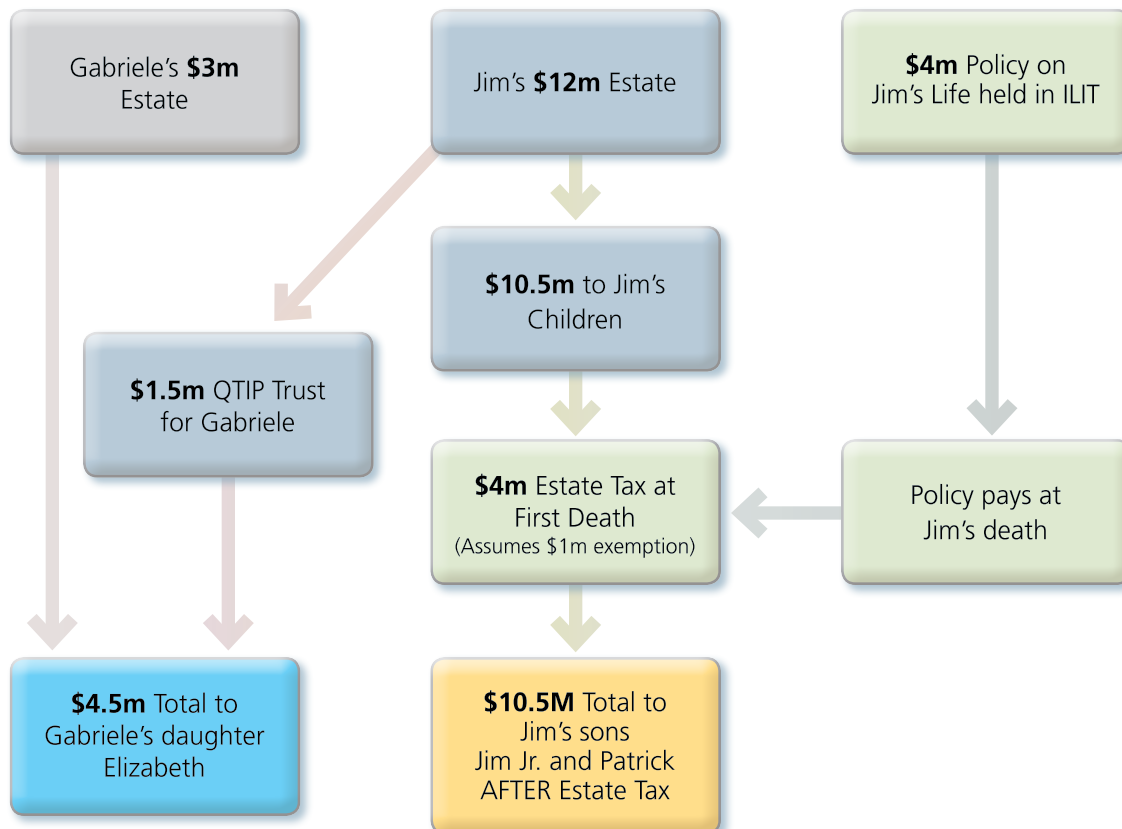 Gabriele's $3m
Estate
Jim's $12m Estate
$4m Policy on
Jim's Life held in ILIT
$10.5m to Jim's
Children
$1.5m QTIP Trust
for Gabriele
$4m Estate Tax at
First Death
(Assumes $1m exemption)
Policy pays at
Jim's death
$4.5m Total to
Gabriele's daughter
Elizabeth
$10.5M Total to
Jim's sons
Jim Jr. and Patrick
AFTER Estate Tax